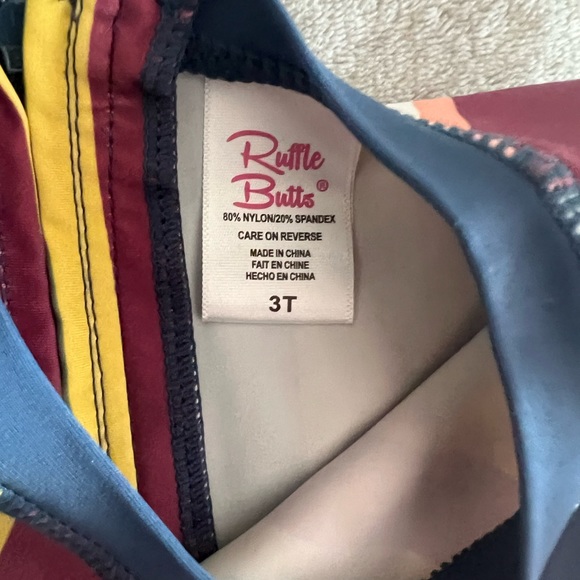 Ruffle
Butts®
80% NYLON/20% SPANDEX
CARE ON REVERSE
MADE IN CHINA
FAIT EN CHINE
HECHO EN CHINA
3T